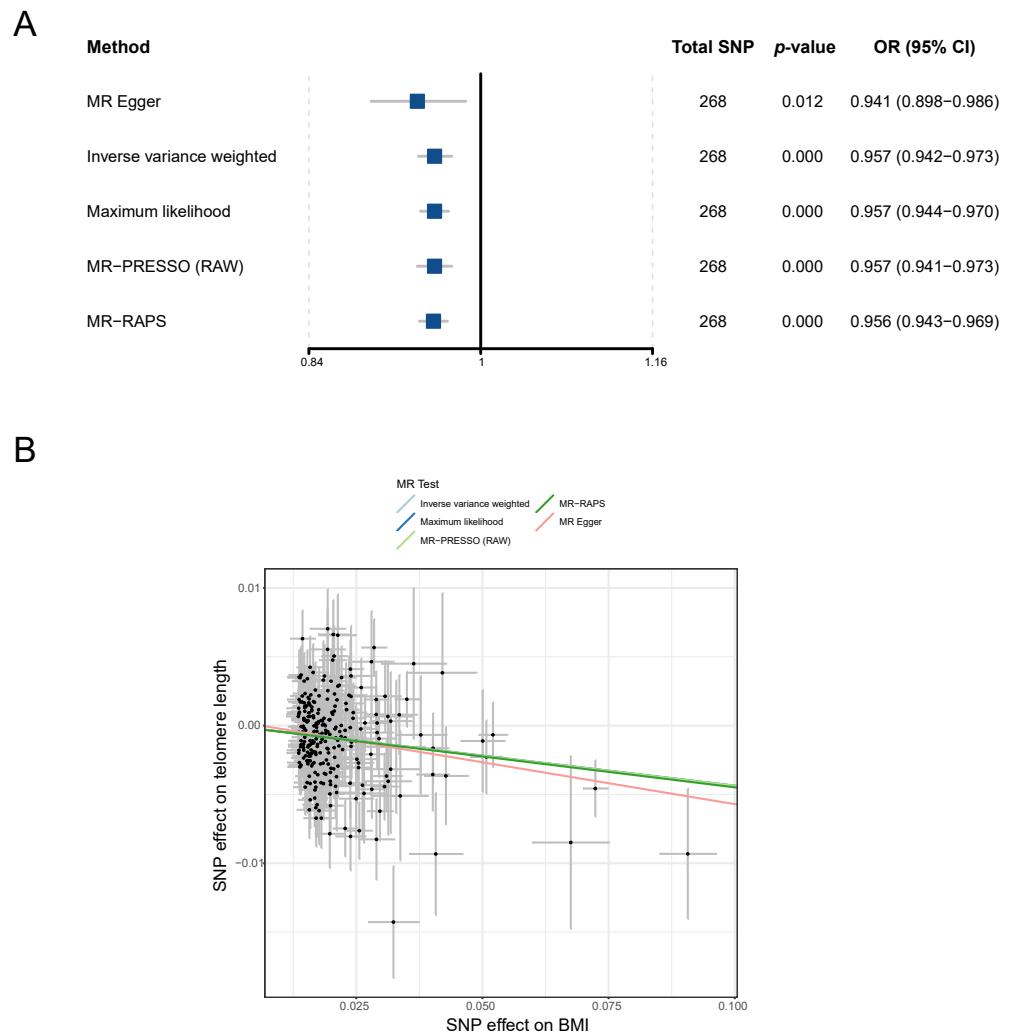 A
Method Total SNP p-value OR (95% CI)
MR Egger 268 0.012 0.941 (0.898−0.986)
Inverse variance weighted 268 0.000 0.957 (0.942−0.973)
Maximum likelihood 268 0.000 0.957 (0.944−0.970)
MR−PRESSO (RAW) 268 0.000 0.957 (0.941−0.973)
MR−RAPS 268 0.000 0.956 (0.943−0.969)
0.84 1 1.16
B
MR Test
Inverse variance weighted MR−RAPS
Maximum likelihood MR Egger
MR−PRESSO (RAW)
0.01
0.00
−0.01
SNP effect on telomere length
0.025 0.050 0.075 0.100
SNP effect on BMI